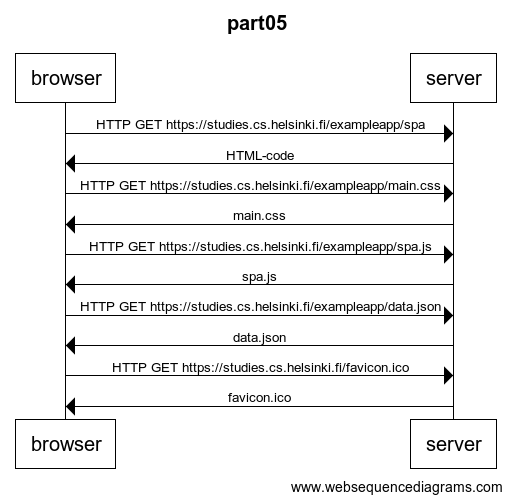 part05
browser server
HTTP GET https://studies.cs.helsinki.fi/exampleapp/spa
HTML-code
HTTP GET https://studies.cs.helsinki.fi/exampleapp/main.css
main.css
HTTP GET https://studies.cs.helsinki.fi/exampleapp/spa.js
spa.js
HTTP GET https://studies.cs.helsinki.fi/exampleapp/data.json
data.json
HTTP GET https://studies.cs.helsinki.fi/favicon.ico
favicon.ico
browser server
www.websequencediagrams.com